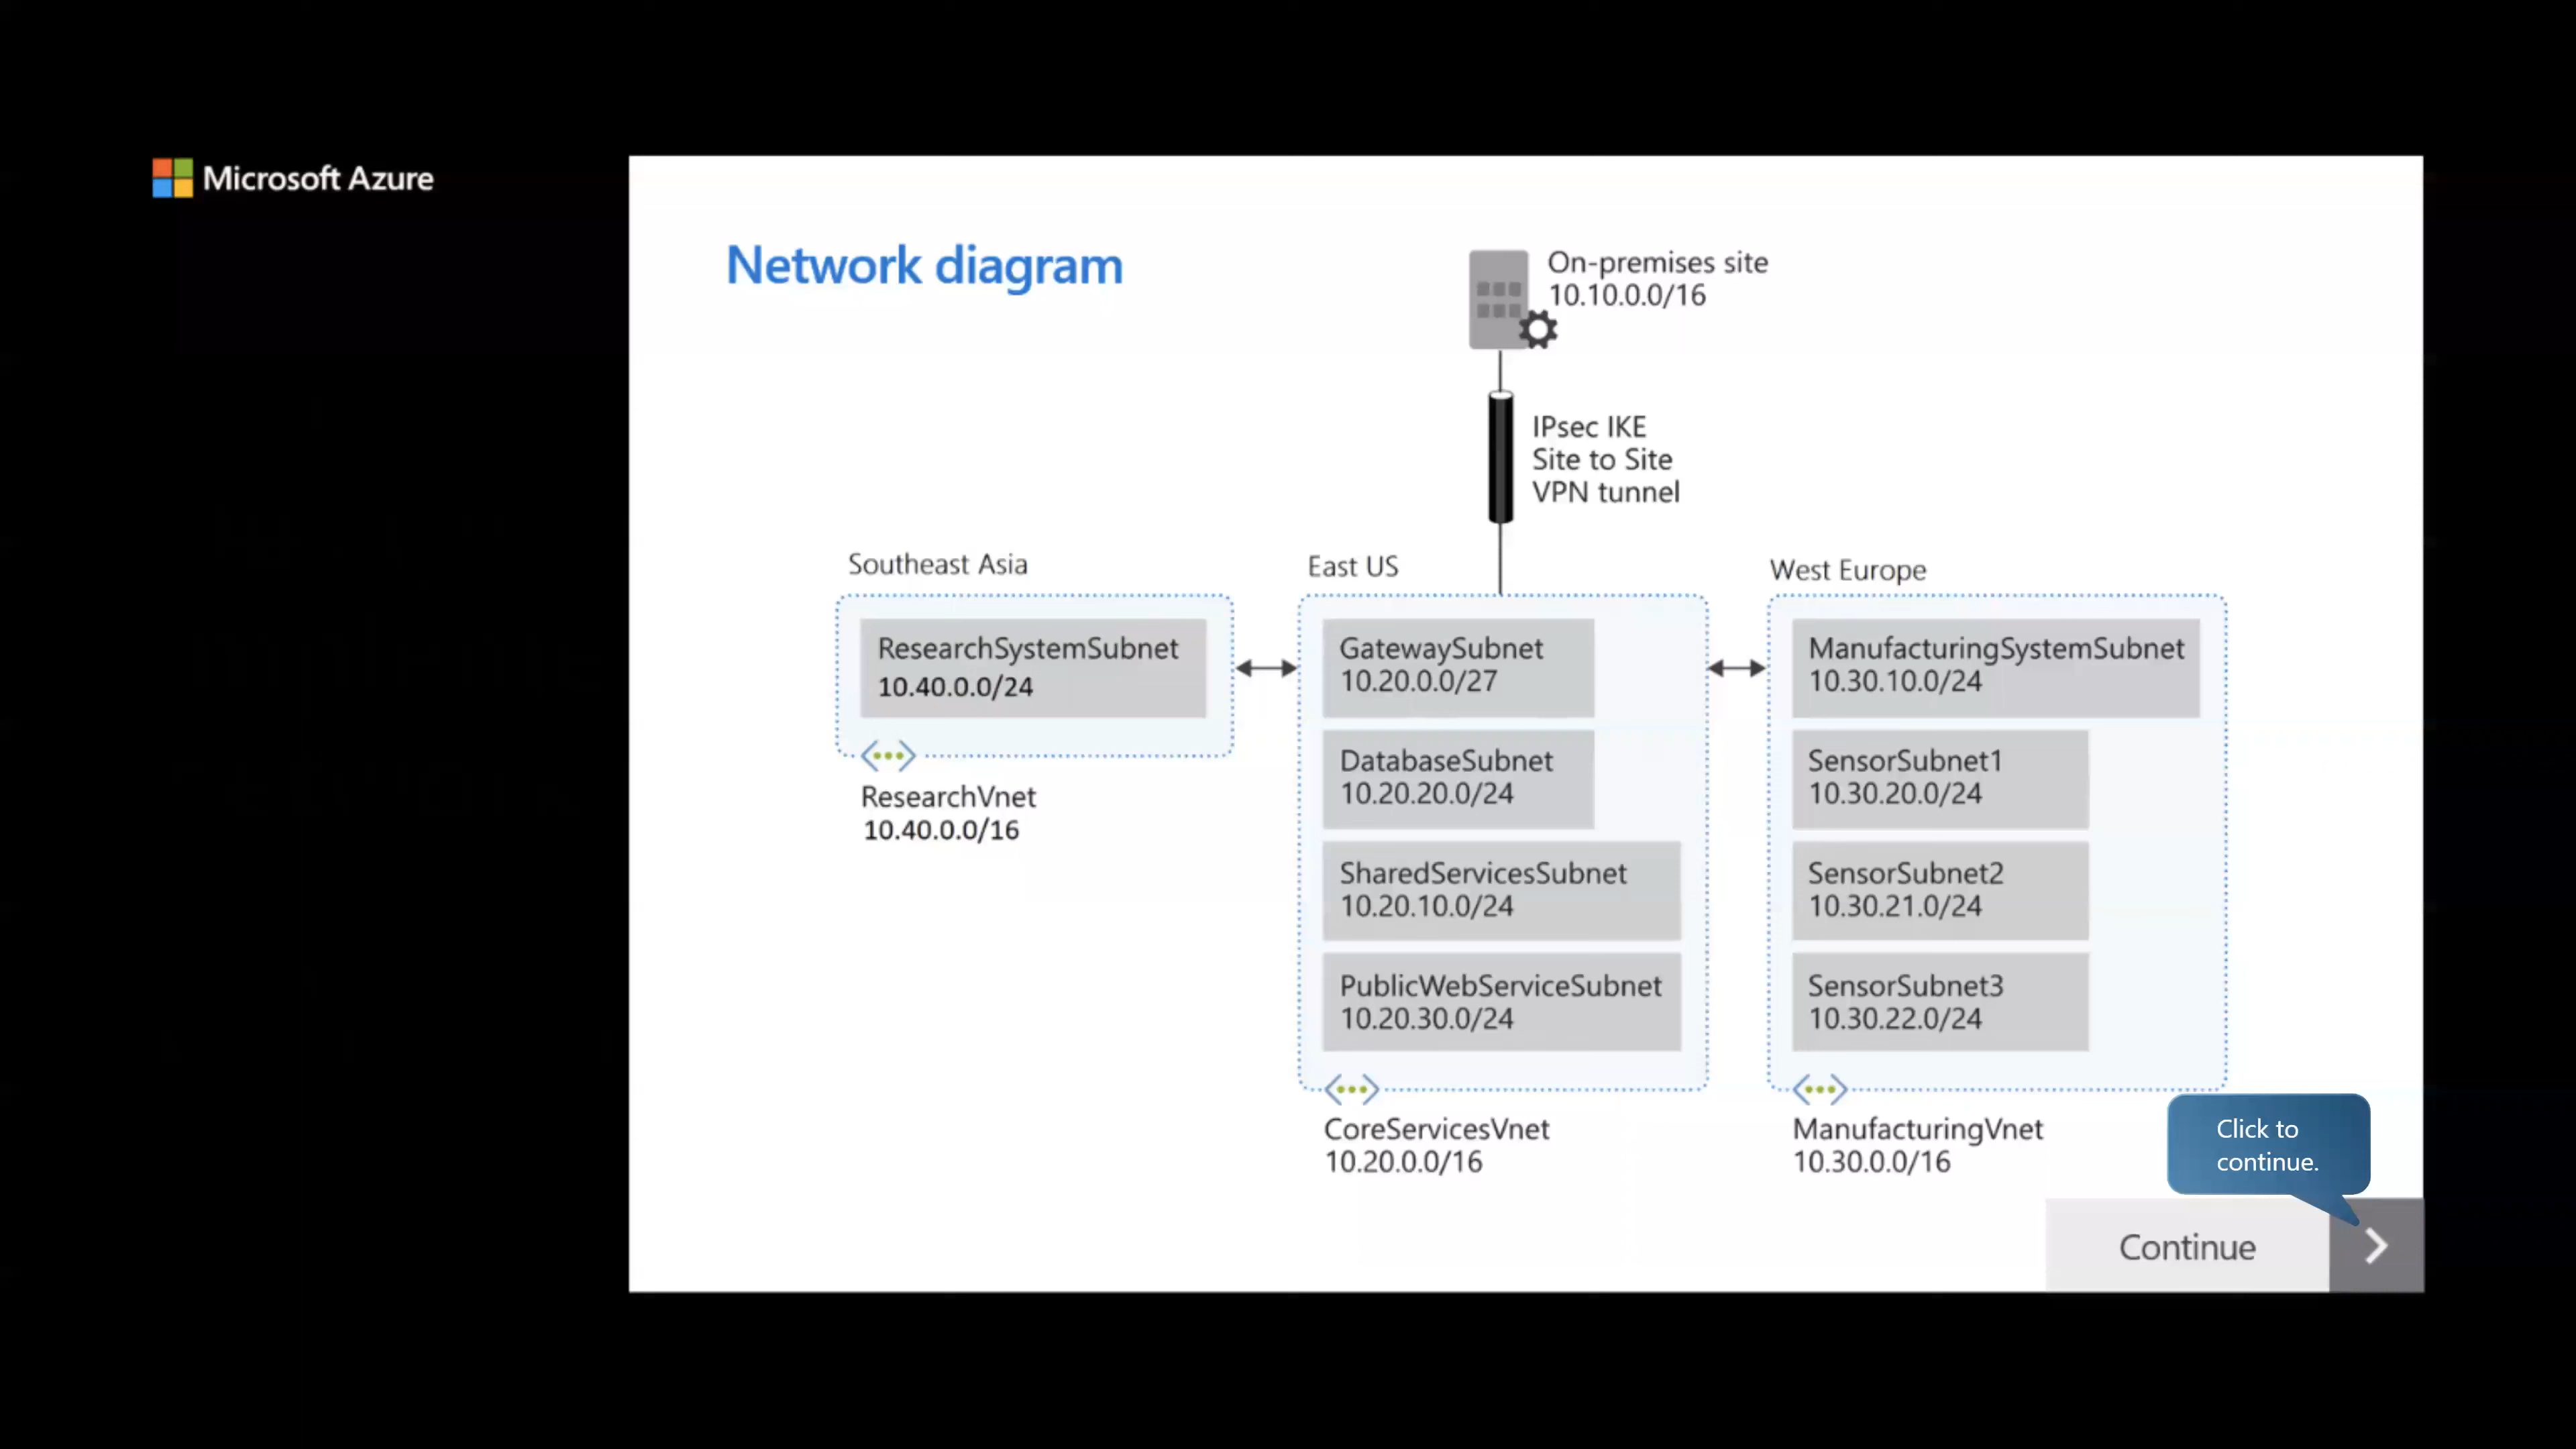 Microsoft Azure
Network diagram
On-premises site
10.10.0.0/16
IPsec IKE
Site to Site
VPN tunnel
Southeast Asia
ResearchSystemSubnet
10.40.0.0/24
ResearchVnet
10.40.0.0/16
East US
GatewaySubnet
10.20.0.0/27
DatabaseSubnet
10.20.20.0/24
SharedServicesSubnet
10.20.10.0/24
PublicWebServiceSubnet
10.20.30.0/24
CoreServicesVnet
10.20.0.0/16
West Europe
ManufacturingSystemSubnet
10.30.10.0/24
SensorSubnet1
10.30.20.0/24
SensorSubnet2
10.30.21.0/24
SensorSubnet3
10.30.22.0/24
ManufacturingVnet
10.30.0.0/16
Click to
continue.
Continue